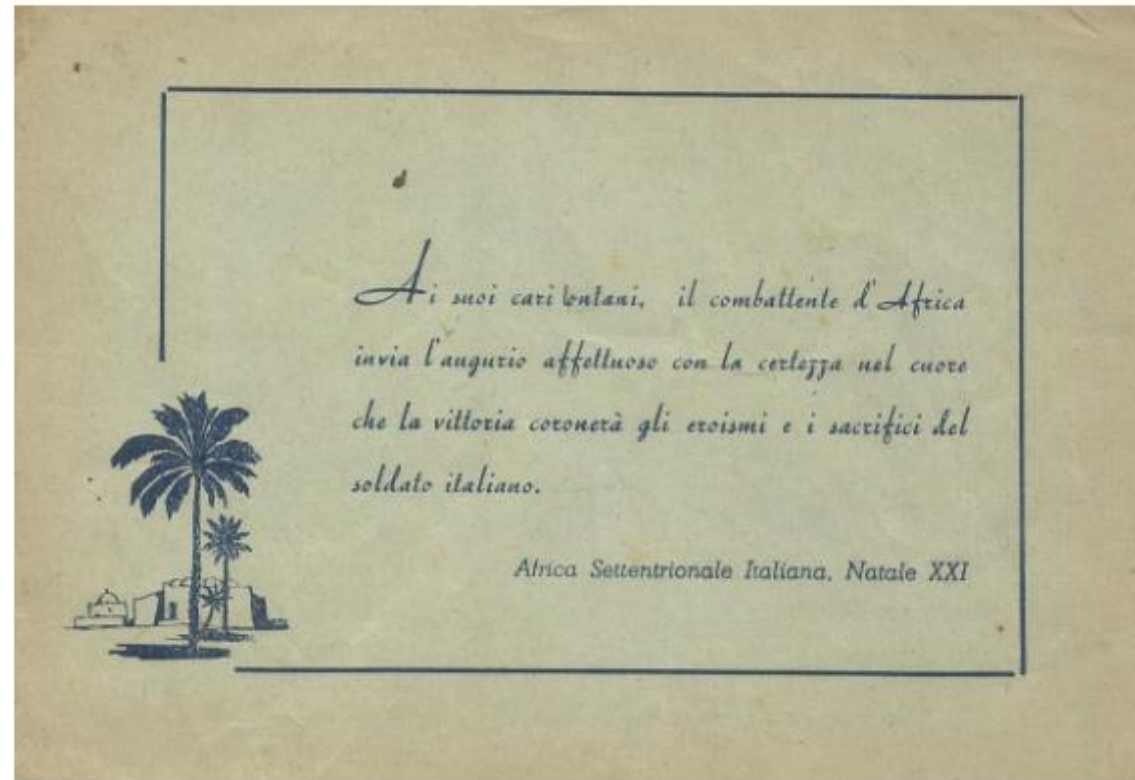 Ai suoi cari lontani, il combattente d'Africa
invia l'augurio affettuoso con la certezza nel cuore
che la vittoria coronerà gli eroismi e i sacrifici del
soldato italiano.
Africa Settentrionale Italiana, Natale XXI